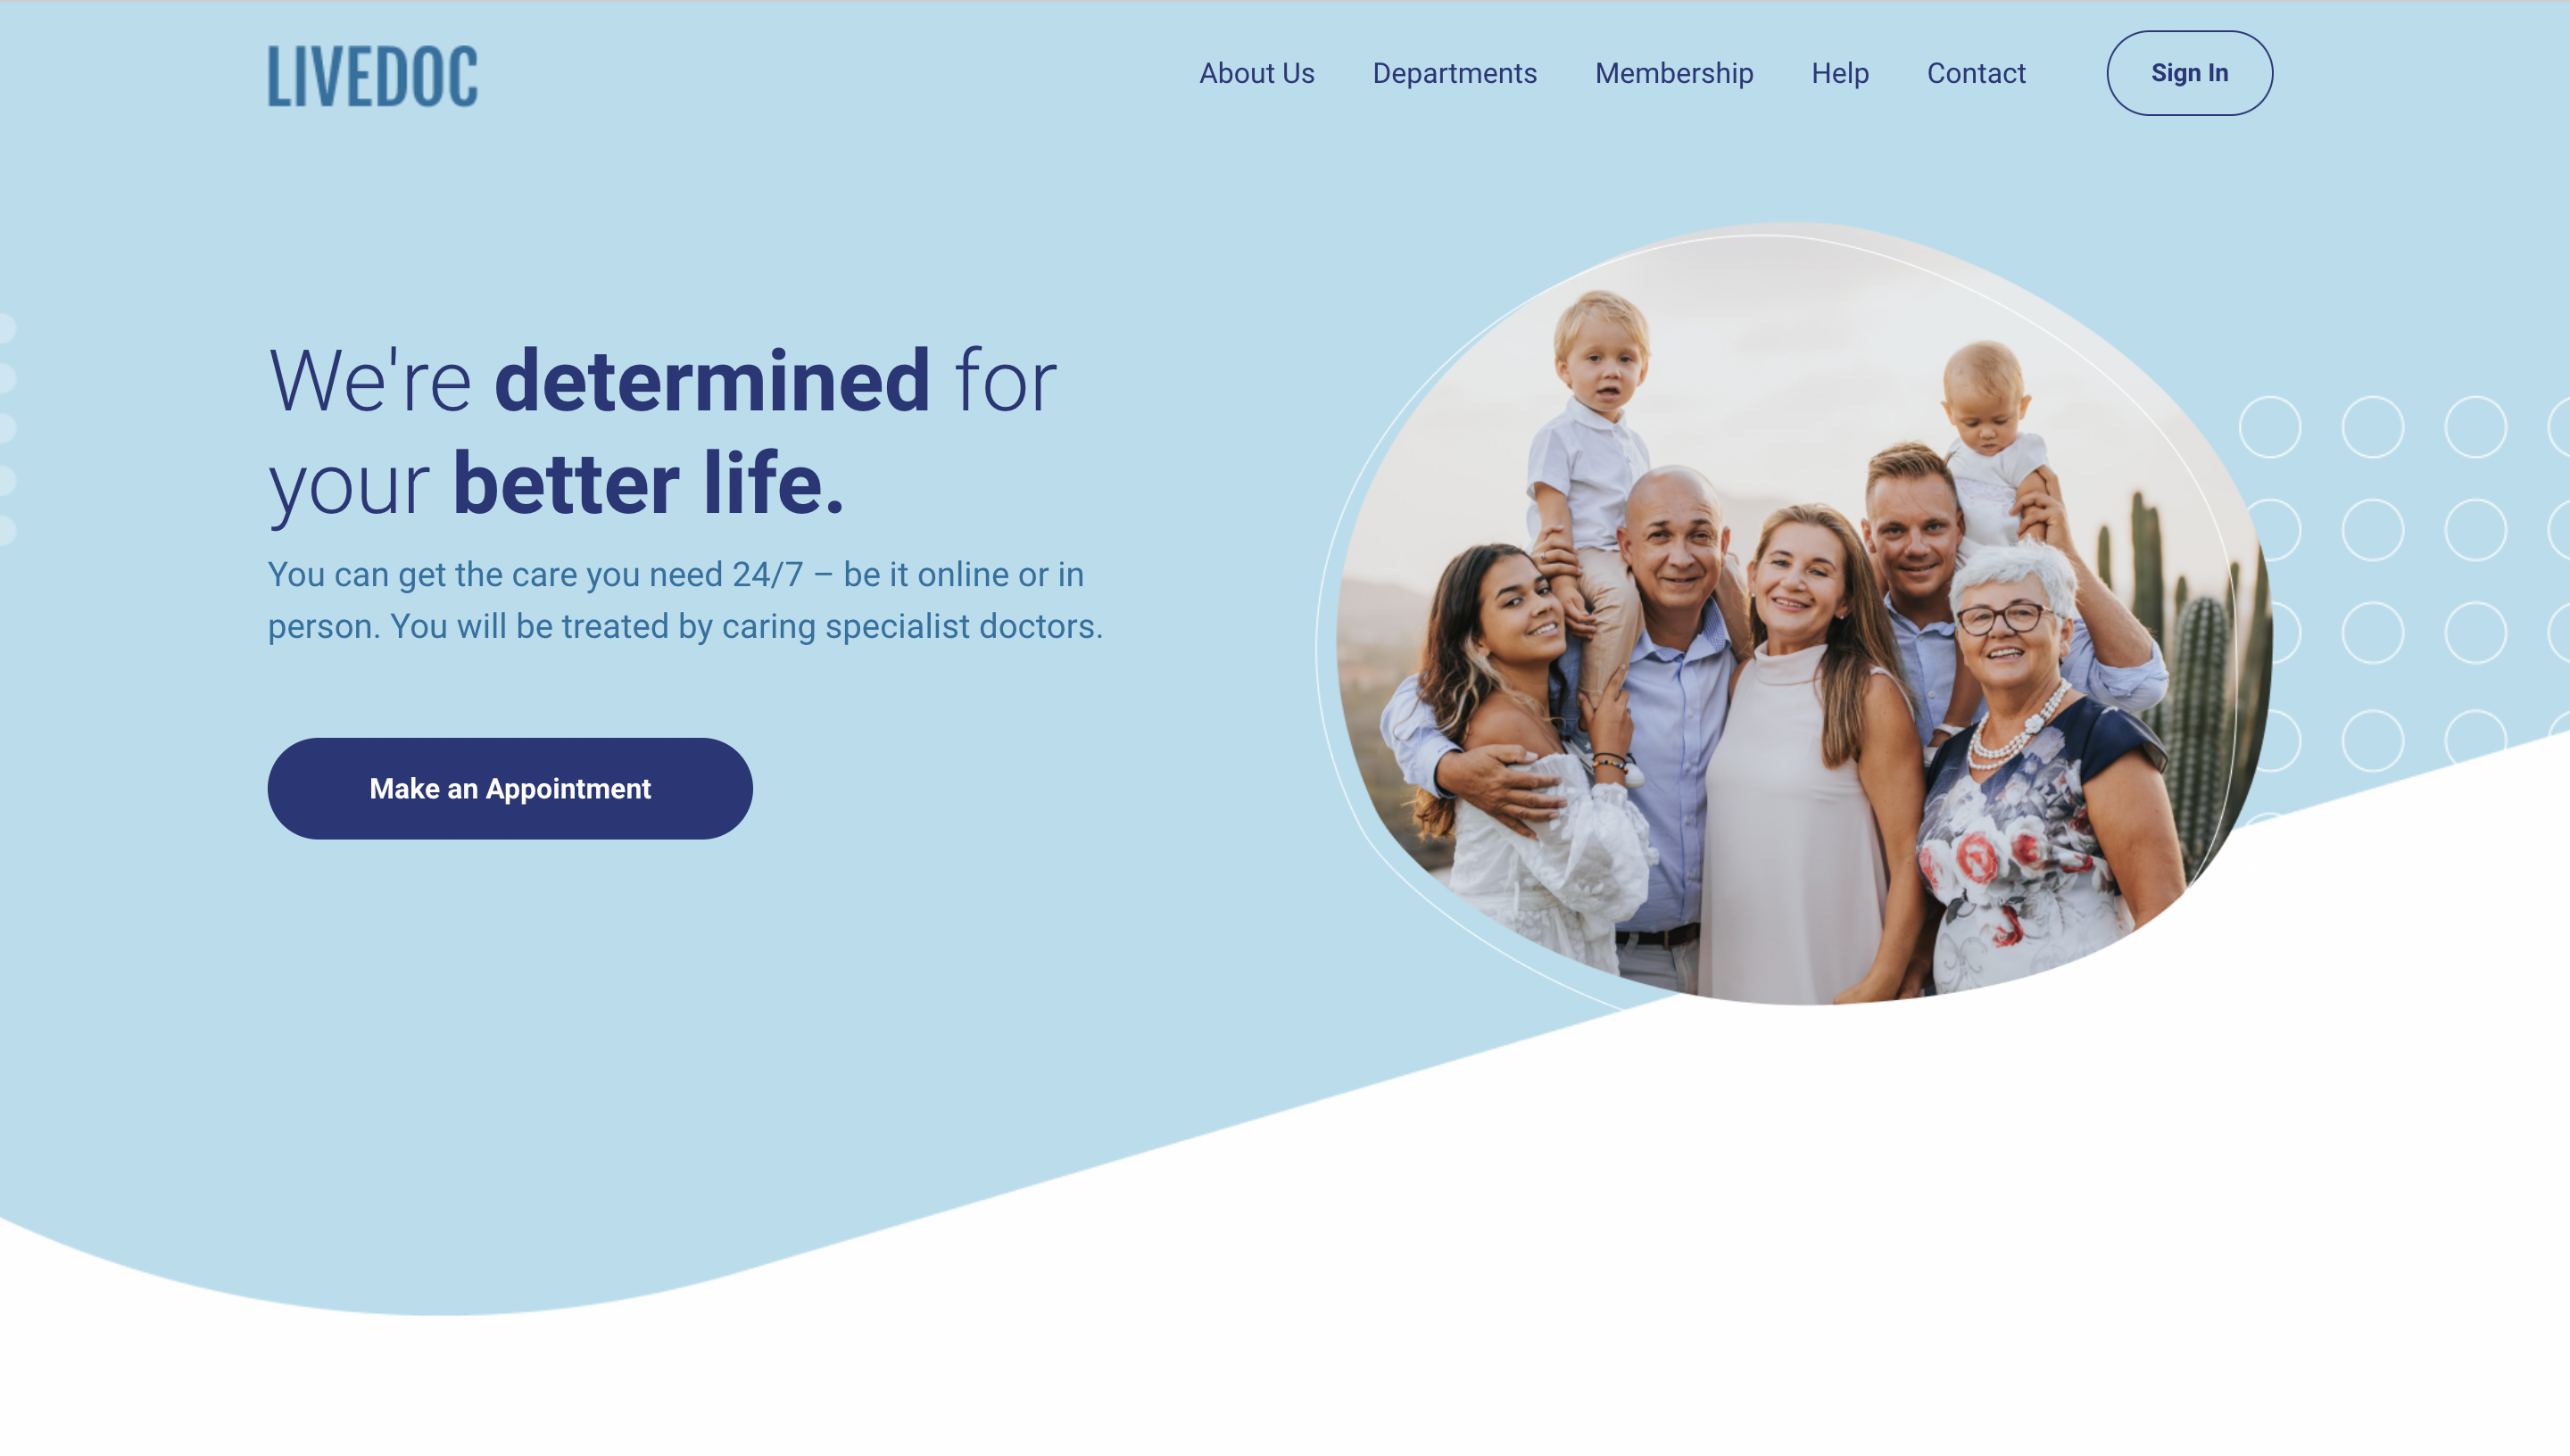 LIVEDOC
About Us
Departments
Membership
Help
Contact
Sign In
We're determined for
your better life.
You can get the care you need 24/7 – be it online or in
person. You will be treated by caring specialist doctors.
Make an Appointment